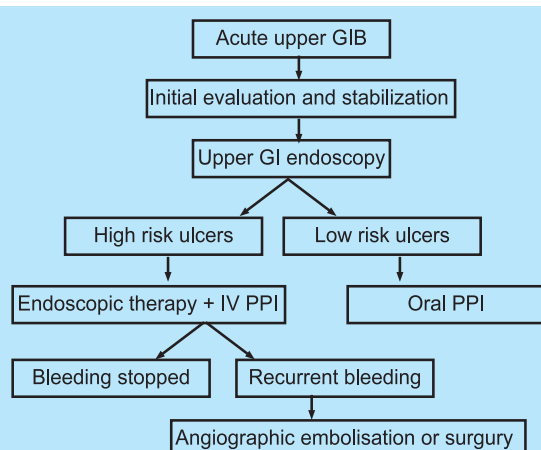 Acute upper GIB
Initial evaluation and stabilization
Upper GI endoscopy
High risk ulcers
Low risk ulcers
Endoscopic therapy + IV PPI
Oral PPI
Bleeding stopped
Recurrent bleeding
Angiographic embolisation or surgury